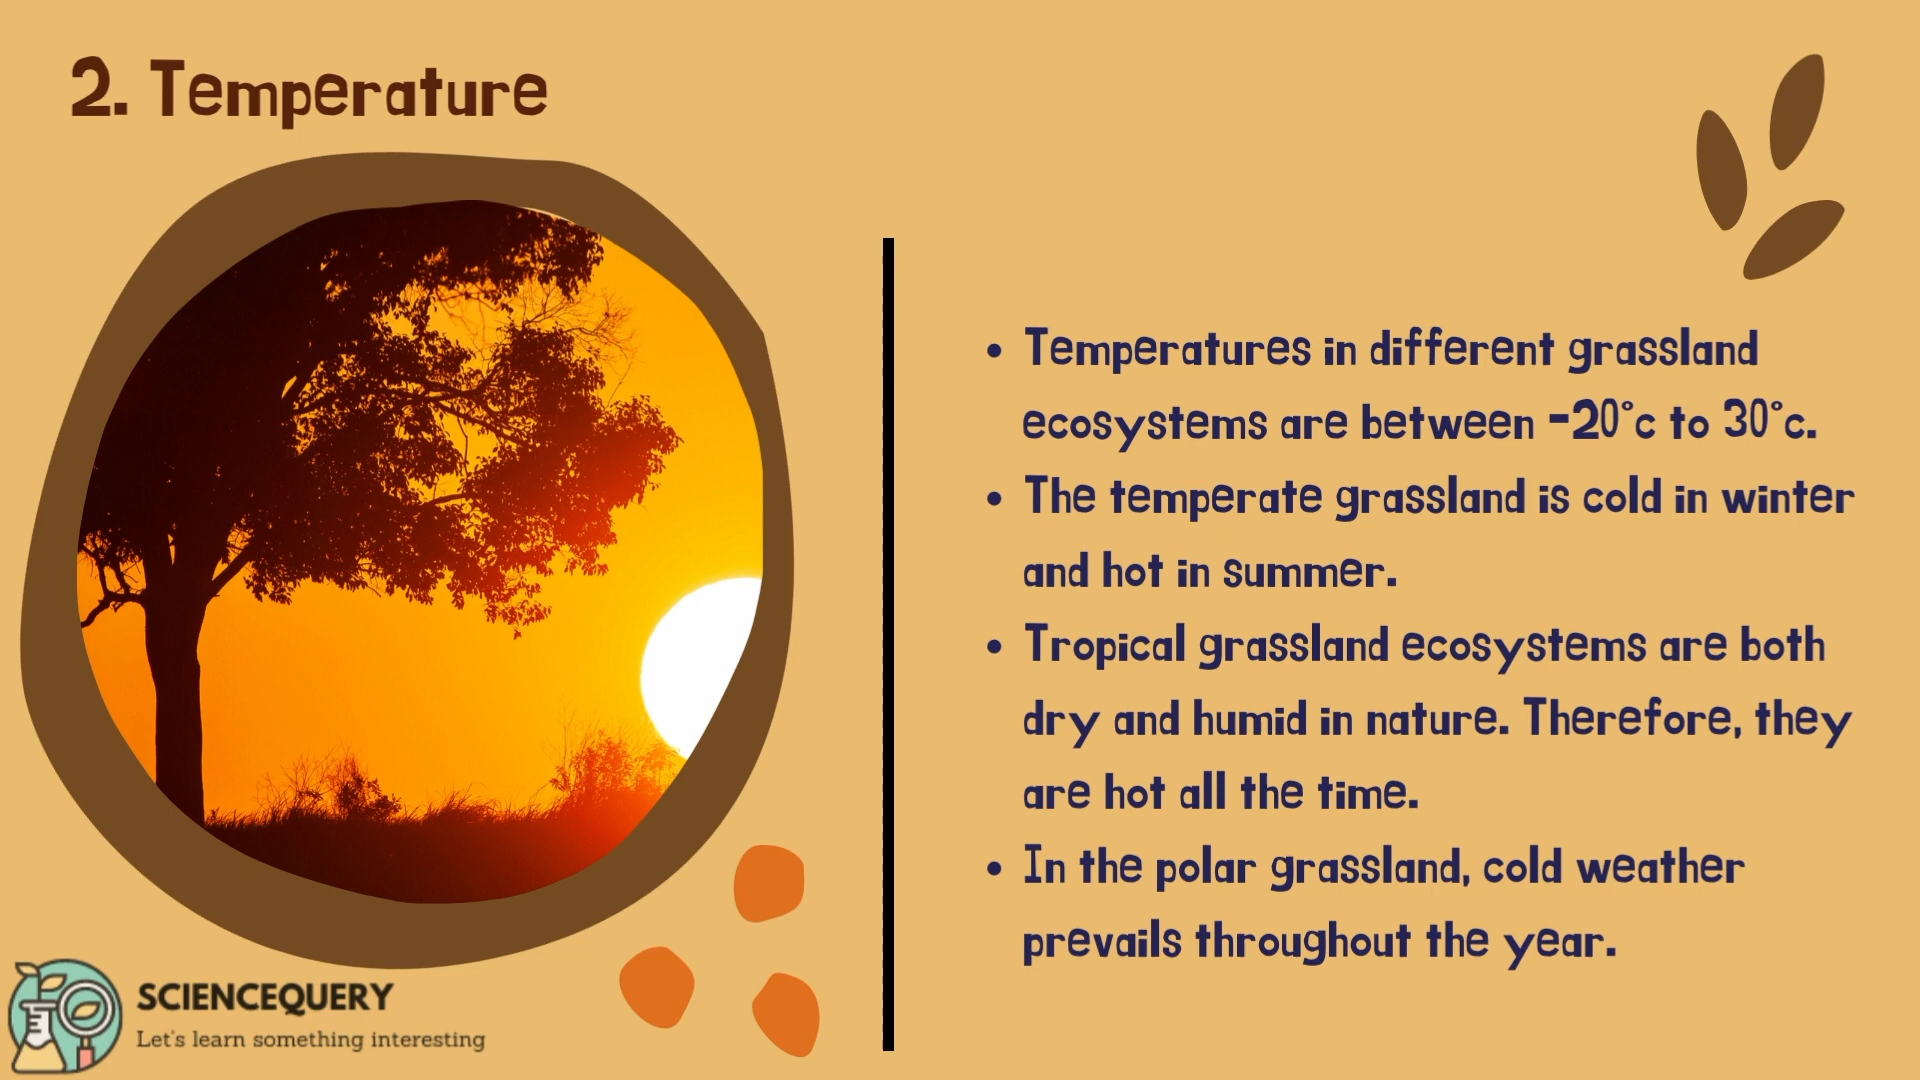 2. Temperature
• Temperatures in different grassland
ecosystems are between -20°c to 30°c.
• The temperate grassland is cold in winter
and hot in summer.
• Tropical grassland ecosystems are both
dry and humid in nature. Therefore, they
are hot all the time.
• In the polar grassland, cold weather
prevails throughout the year.
SCIENCEQUERY
Let's learn something interesting